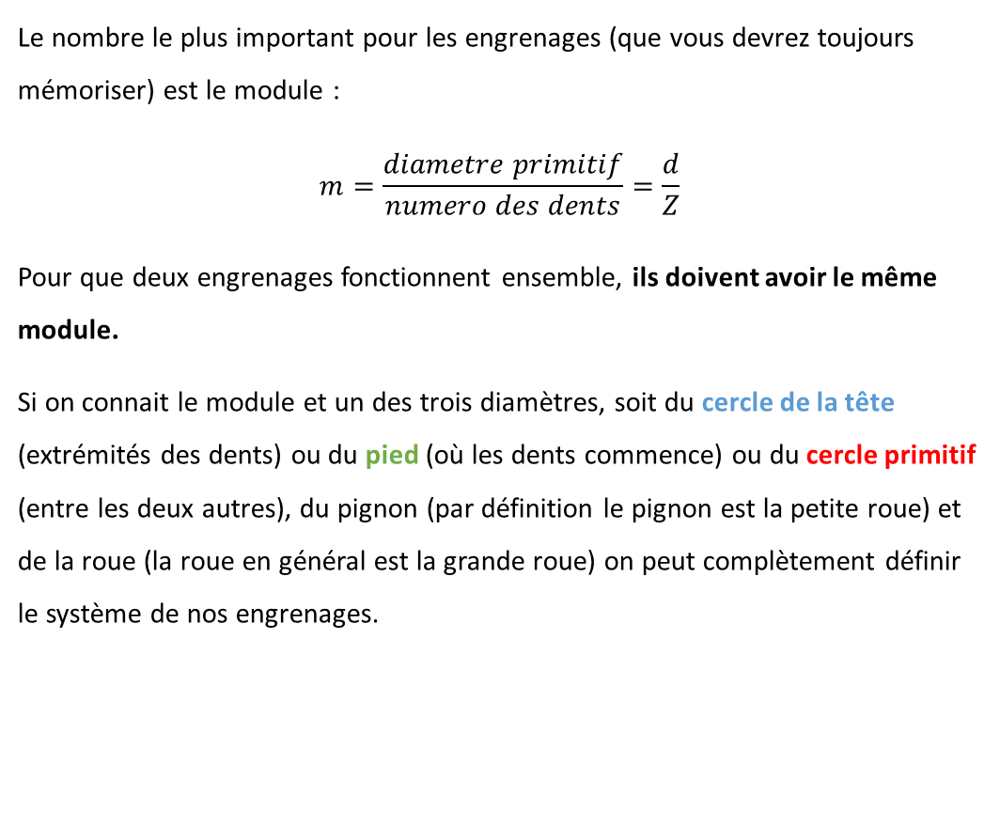 Le nombre le plus important pour les engrenages (que vous devrez toujours
mémoriser) est le module :
m = diametre primitif / numero des dents = d / Z
Pour que deux engrenages fonctionnent ensemble, ils doivent avoir le même
module.
Si on connait le module et un des trois diamètres, soit du cercle de la tête
(extrémités des dents) ou du pied (où les dents commence) ou du cercle primitif
(entre les deux autres), du pignon (par définition le pignon est la petite roue) et
de la roue (la roue en général est la grande roue) on peut complètement définir
le système de nos engrenages.